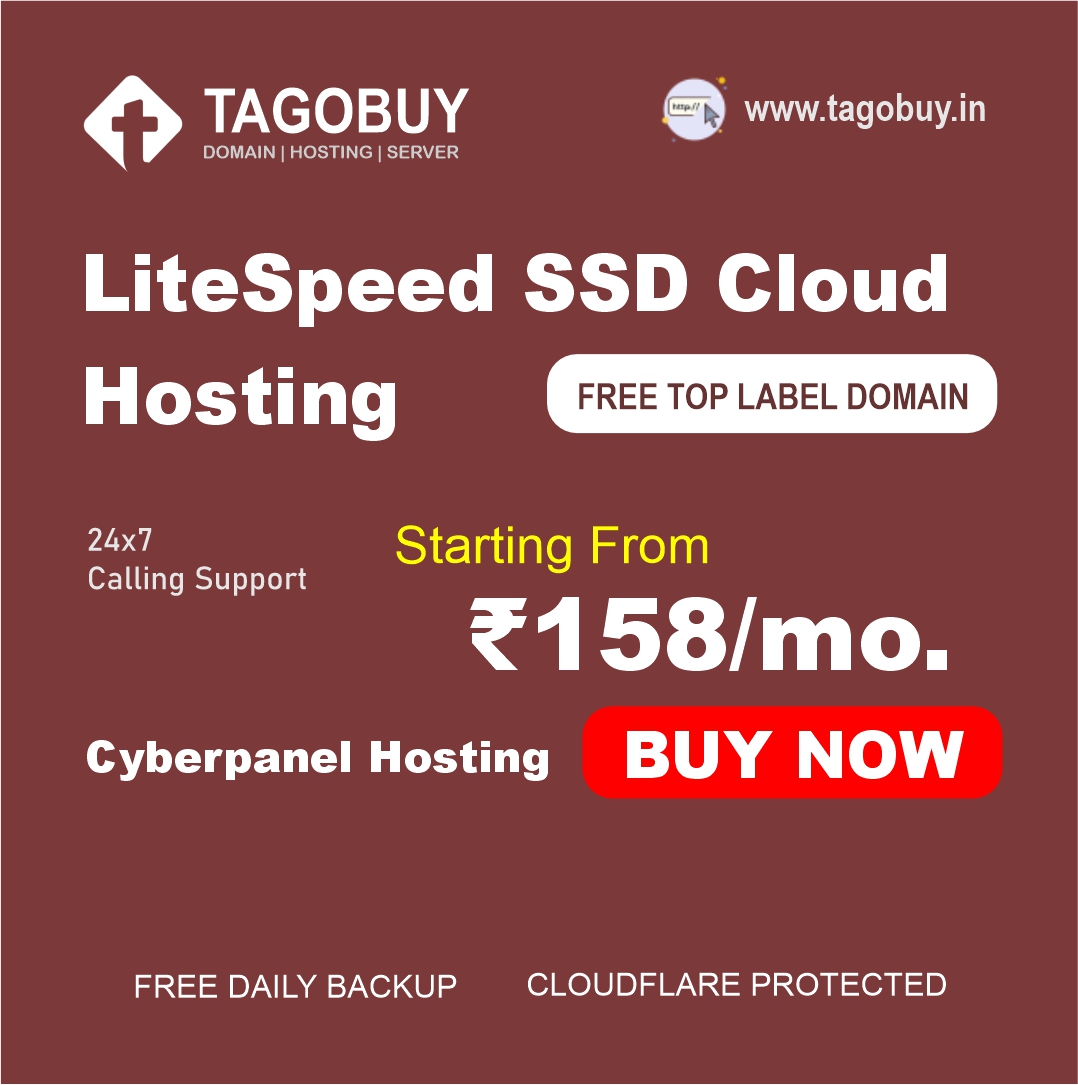 TAGOBUY
DOMAIN | HOSTING | SERVER
http://
www.tagobuy.in
LiteSpeed SSD Cloud
Hosting
FREE TOP LABEL DOMAIN
24x7
Calling Support
Starting From
₹158/mo.
Cyberpanel Hosting
BUY NOW
FREE DAILY BACKUP
CLOUDFLARE PROTECTED